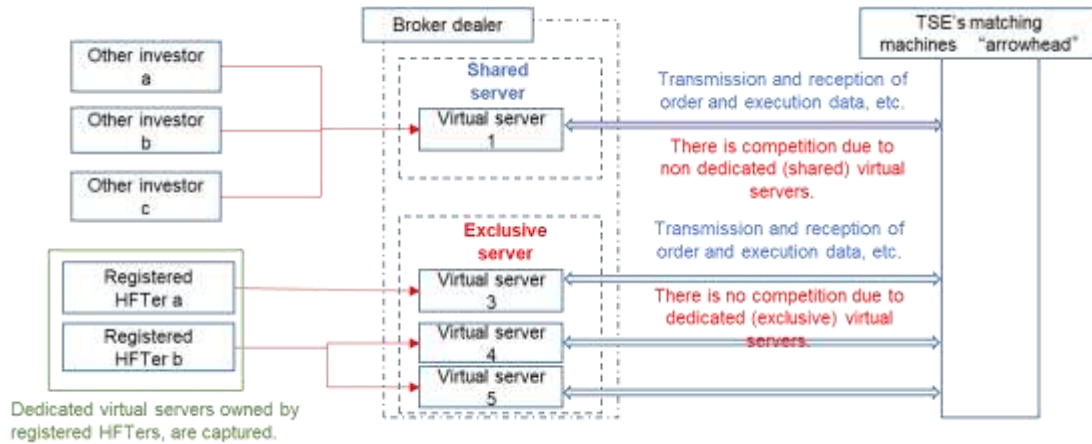 Broker dealer
TSE's matching
machines "arrowhead"
Other investor
a
Other investor
b
Other investor
c
Shared
server
Virtual server
1
Transmission and reception of
order and execution data, etc.
There is competition due to
non dedicated (shared) virtual
servers.
Exclusive
server
Transmission and reception of
order and execution data, etc.
Registered
HFTer a
Virtual server
3
There is no competition due to
dedicated (exclusive) virtual
servers.
Registered
HFTer b
Virtual server
4
Virtual server
5
Dedicated virtual servers owned by
registered HFTers, are captured.